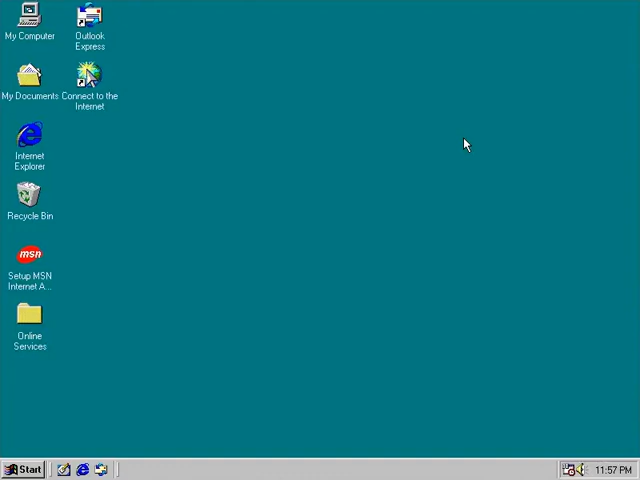 My Computer
Outlook
Express
My Documents
Connect to the
Internet
Internet
Explorer
Recycle Bin
msn
Setup MSN
Internet A...
Online
Services
Start
11:57 PM